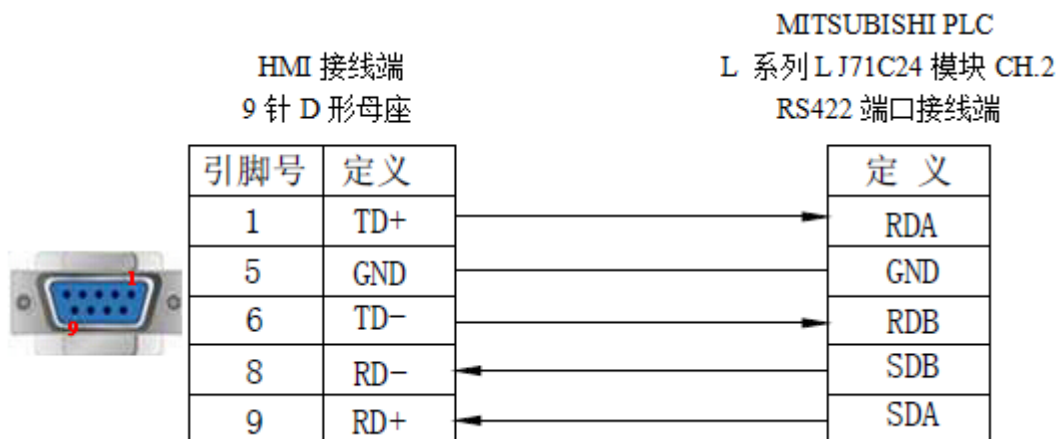 MITSUBISHI PLC
HMI 接线端
L 系列 L J71C24 模块 CH.2
9 针 D 形母座
RS422 端口接线端
引脚号 定义
定 义
1 TD+ RDA
5 GND GND
6 TD- RDB
8 RD- SDB
9 RD+ SDA
1
9